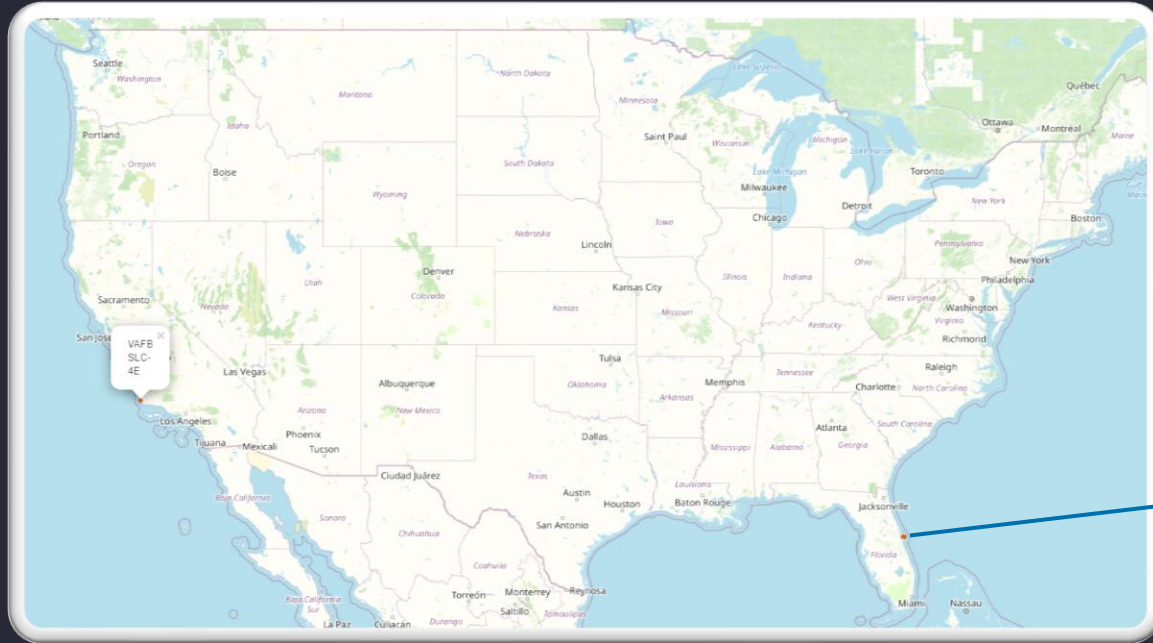 Seattle
Washington
North Dakota
Montana
Lake Superior
Minnesota
Québec
Ottawa
Montréal
Maine
Portland
Idaho
Saint Paul
Wisconsin
Michigan
Lake Huron
Oregon
Boise
South Dakota
Toronto
Lake Michigan
Wyoming
Milwaukee
Detroit
New York
Chicago
Boston
Iowa
Nebraska
Lincoln
Pennsylvania
New York
Ohio
Denver
Utah
Illinois
Indiana
Philadelphia
Kansas City
Colorado
Sacramento
Nevada
Kansas
Missouri
West Virginia
Washington
Virginia
Kentucky
Richmond
San Jose
VAFB
SLC-
4E
×
Las Vegas
Tulsa
Raleigh
Tennessee
Albuquerque
Oklahoma
Memphis
Charlotte
North Carolina
Arkansas
Los Angeles
Arizona
New Mexico
South Carolina
Atlanta
Phoenix
Dallas
Tijuana
Mexicali
Tucson
Mississippi
Alabama
Georgia
Ciudad Juárez
Texas
Louisiana
Baja California
Austin
Houston
Baton Rouge
Jacksonville
Sonora
San Antonio
Chihuahua
Florida
Coahuila
Baja California
Sur
Torreón
Monterrey
Reynosa
Miami
Nassau
Saltillo
Tamaulipas
La Paz
Culiacán
Durango